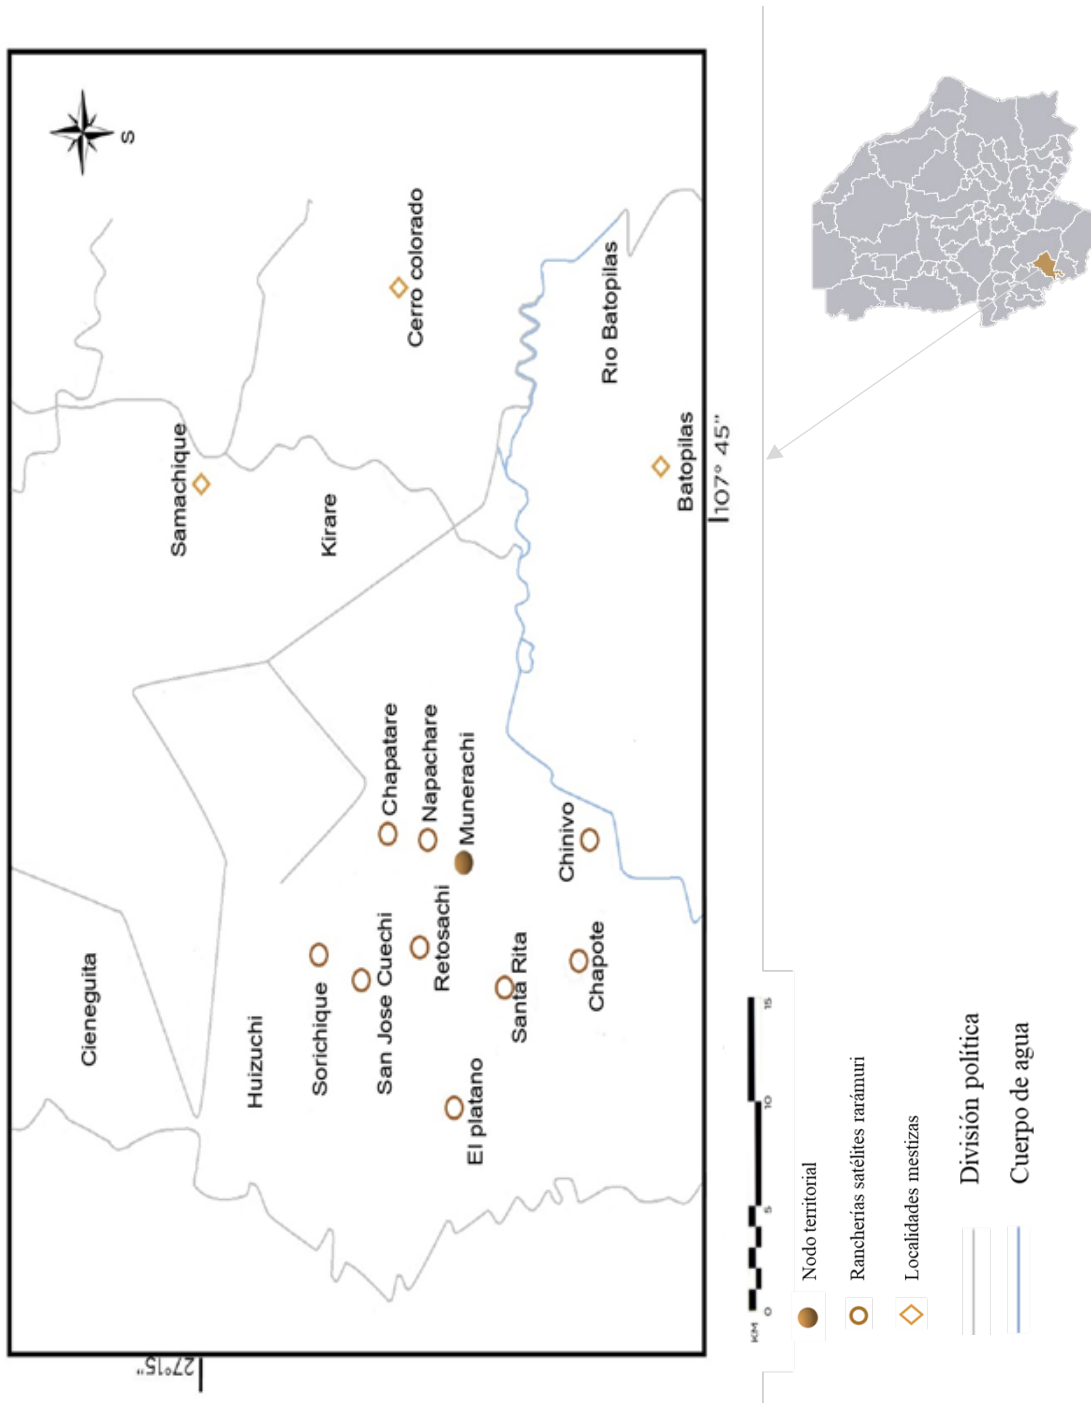 S
Cerro colorado
Rio Batopilas
Samachique
Kirare
Batopilas
107° 45"
Chapatare
Napachare
Munerachi
Chinivo
Cieneguita
Huizuchi
Sorichique
San Jose Cuechi
Retosachi
Santa Rita
Chapote
El platano
27°15"
KM 0 5 10 15
Nodo territorial
Rancherías satélites rarámuri
Localidades mestizas
División política
Cuerpo de agua